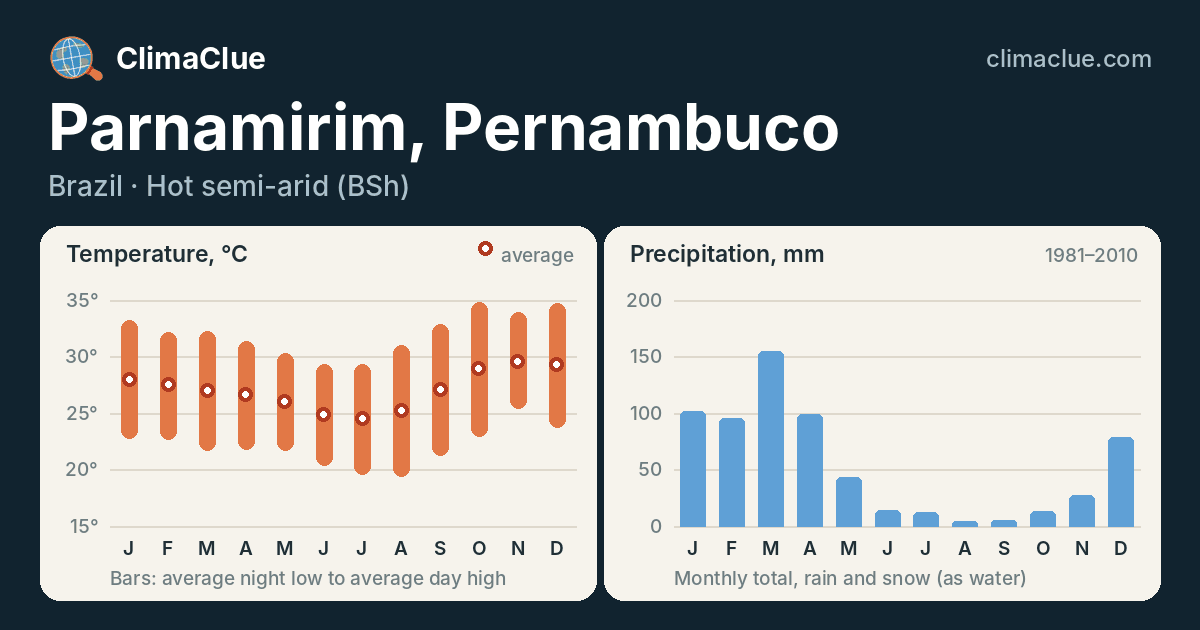 ClimaClue
climaclue.com
Parnamirim, Pernambuco
Brazil · Hot semi-arid (BSh)
Temperature, °C
average
35°
30°
25°
20°
15°
J F M A M J J A S O N D
Bars: average night low to average day high
Precipitation, mm
1981–2010
200
150
100
50
0
J F M A M J J A S O N D
Monthly total, rain and snow (as water)